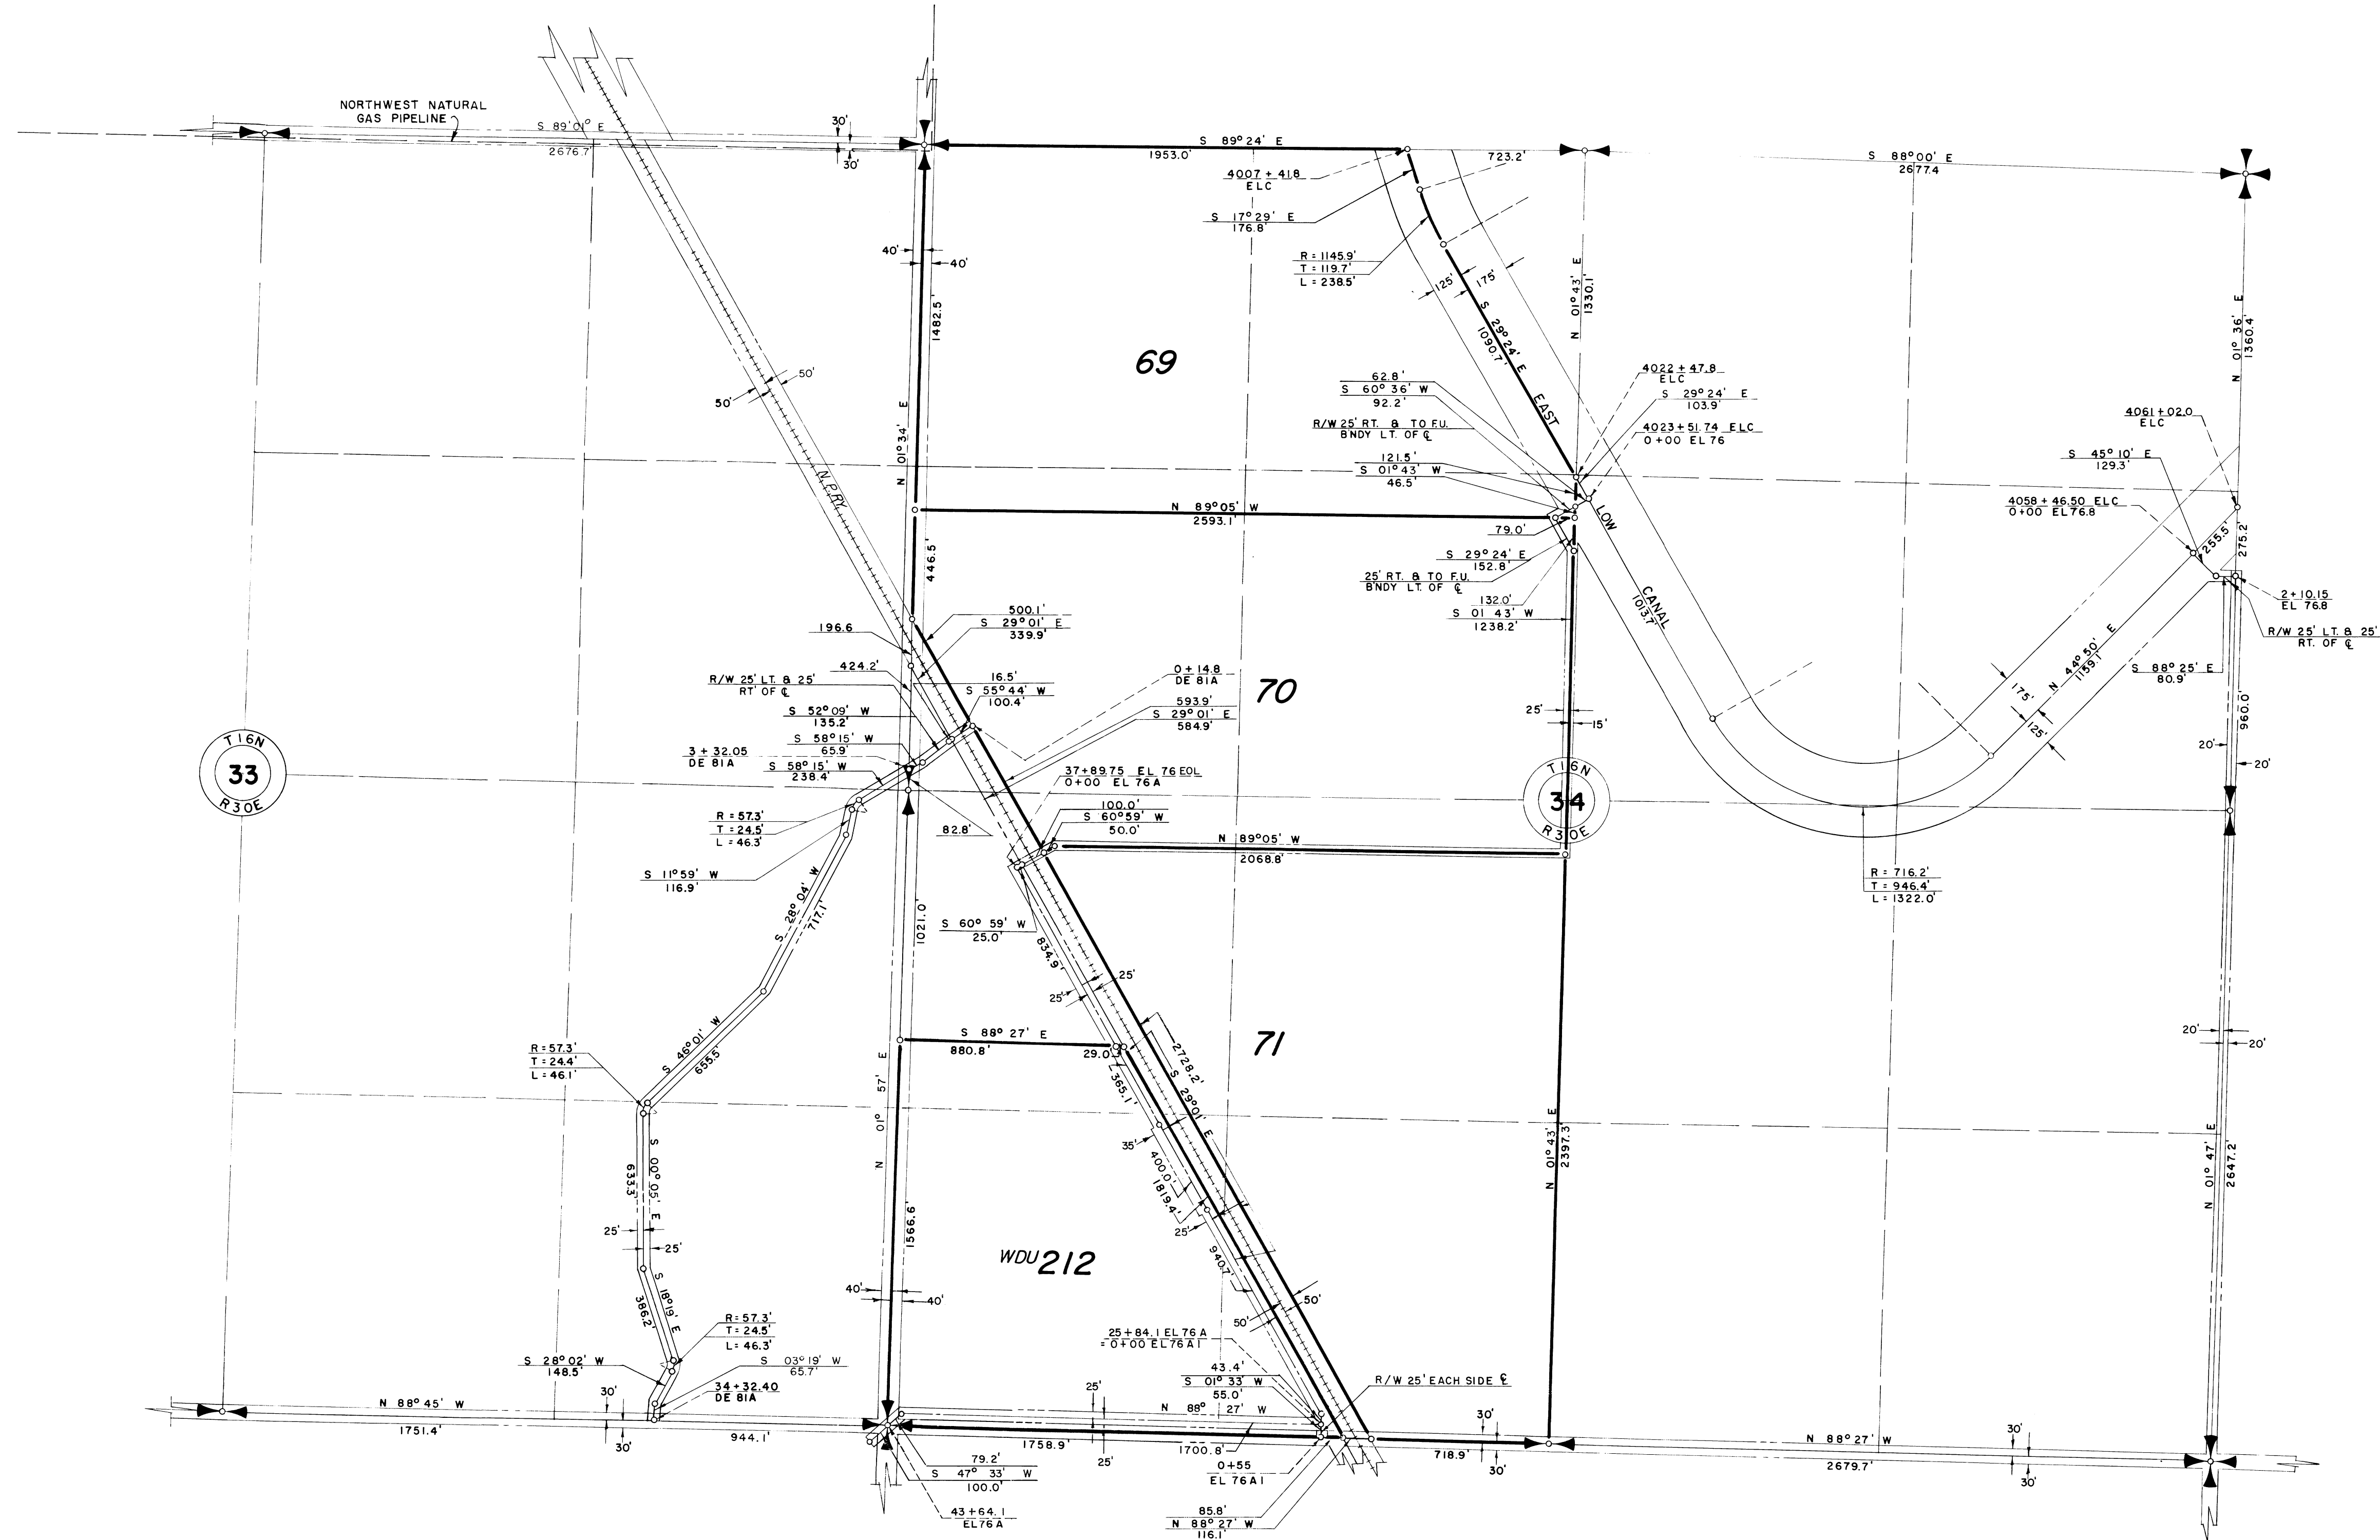 NORTHWEST NATURAL
GAS PIPELINE
S 89'01° E
2676.7'
30'
30'
S 89° 24' E
1953.0'
723.2'
S 88° 00' E
2677.4
4007 + 41.8
ELC
S 17° 29' E
176.8'
R = 1145.9'
T = 119.7'
L = 238.5'
125'
175'
40'
40'
1482.5'
N 01° 34' E
69
50'
50'
N.P.RY.
S 29° 24' E
1090.7'
N 01° 43' E
1330.1'
N 01° 36' E
1360.4'
EAST
LOW
CANAL
1013.7'
62.8'
S 60° 36' W
92.2'
R/W 25' RT. & TO F.U.
BNDY LT. OF ℄
121.5'
S 01° 43' W
46.5'
4022 + 47.8
ELC
S 29° 24' E
103.9'
4023 + 51.74 ELC
0 + 00 EL 76
4061 + 02.0
ELC
S 45° 10' E
129.3'
4058 + 46.50 ELC
0 + 00 EL 76.8
255.5'
275.2'
N 89° 05' W
2593.1'
79.0'
S 29° 24' E
152.8'
25' RT. & TO F.U.
BNDY LT. OF ℄
132.0'
S 01 43' W
1238.2'
2 + 10.15
EL 76.8
R/W 25' LT. & 25'
RT. OF ℄
S 88° 25' E
80.9'
446.5'
500.1'
S 29° 01' E
339.9'
196.6
424.2'
R/W 25' LT. & 25'
RT' OF ℄
16.5'
S 55° 44' W
100.4'
0 + 14.8
DE 81A
593.9'
S 29° 01' E
584.9'
70
S 52° 09' W
135.2'
S 58° 15' W
65.9'
3 + 32.05
DE 81A
S 58° 15' W
238.4'
25'
15'
N 44° 50' E
1159.1'
175'
125'
960.0'
20'
20'
T 16 N
33
R 30 E
T 16 N
34
R 30 E
37 + 89.75 EL 76 EOL
0 + 00 EL 76 A
100.0'
S 60° 59' W
50.0'
R = 57.3'
T = 24.5'
L = 46.3'
82.8'
N 89° 05' W
2068.8'
S 11° 59' W
116.9'
R = 716.2'
T = 946.4'
L = 1322.0'
S 28° 04' W
717.1'
1021.0'
S 60° 59' W
25.0'
834.9'
25'
25'
71
S 88° 27' E
880.8'
29.0'
365.1'
2728.2'
S 29° 01' E
20'
20'
R = 57.3'
T = 24.4'
L = 46.1'
S 46° 01' W
655.5'
N 01° 57' E
35'
400.0'
1819.4'
25'
940.7'
N 01° 43' E
2397.3'
N 01° 47' E
2647.2'
S 00° 05' E
633.3'
25'
25'
1566.6'
WDU 212
S 18° 19' E
386.2'
40'
40'
50'
50'
R = 57.3'
T = 24.5'
L = 46.3'
25 + 84.1 EL 76 A
= 0 + 00 EL 76 A 1
S 28° 02' W
148.5'
S 03° 19' W
65.7'
34 + 32.40
DE 81A
43.4'
S 01° 33' W
55.0'
R/W 25' EACH SIDE ℄
N 88° 45' W
1751.4'
30'
30'
944.1'
25'
25'
N 88° 27' W
1758.9'
1700.8'
30'
30'
718.9'
N 88° 27' W
2679.7'
30'
30'
79.2'
S 47° 33' W
100.0'
0 + 55
EL 76 A 1
43 + 64.1
EL 76 A
85.8'
N 88° 27' W
116.1'